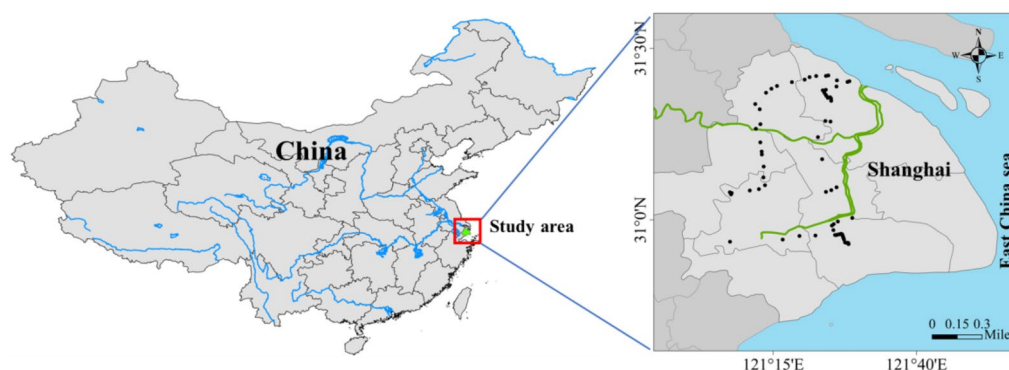 China
Study area
31°30'N
31°0'N
N
W E
S
Shanghai
East China sea
0 0.15 0.3
Mile
121°15'E
121°40'E